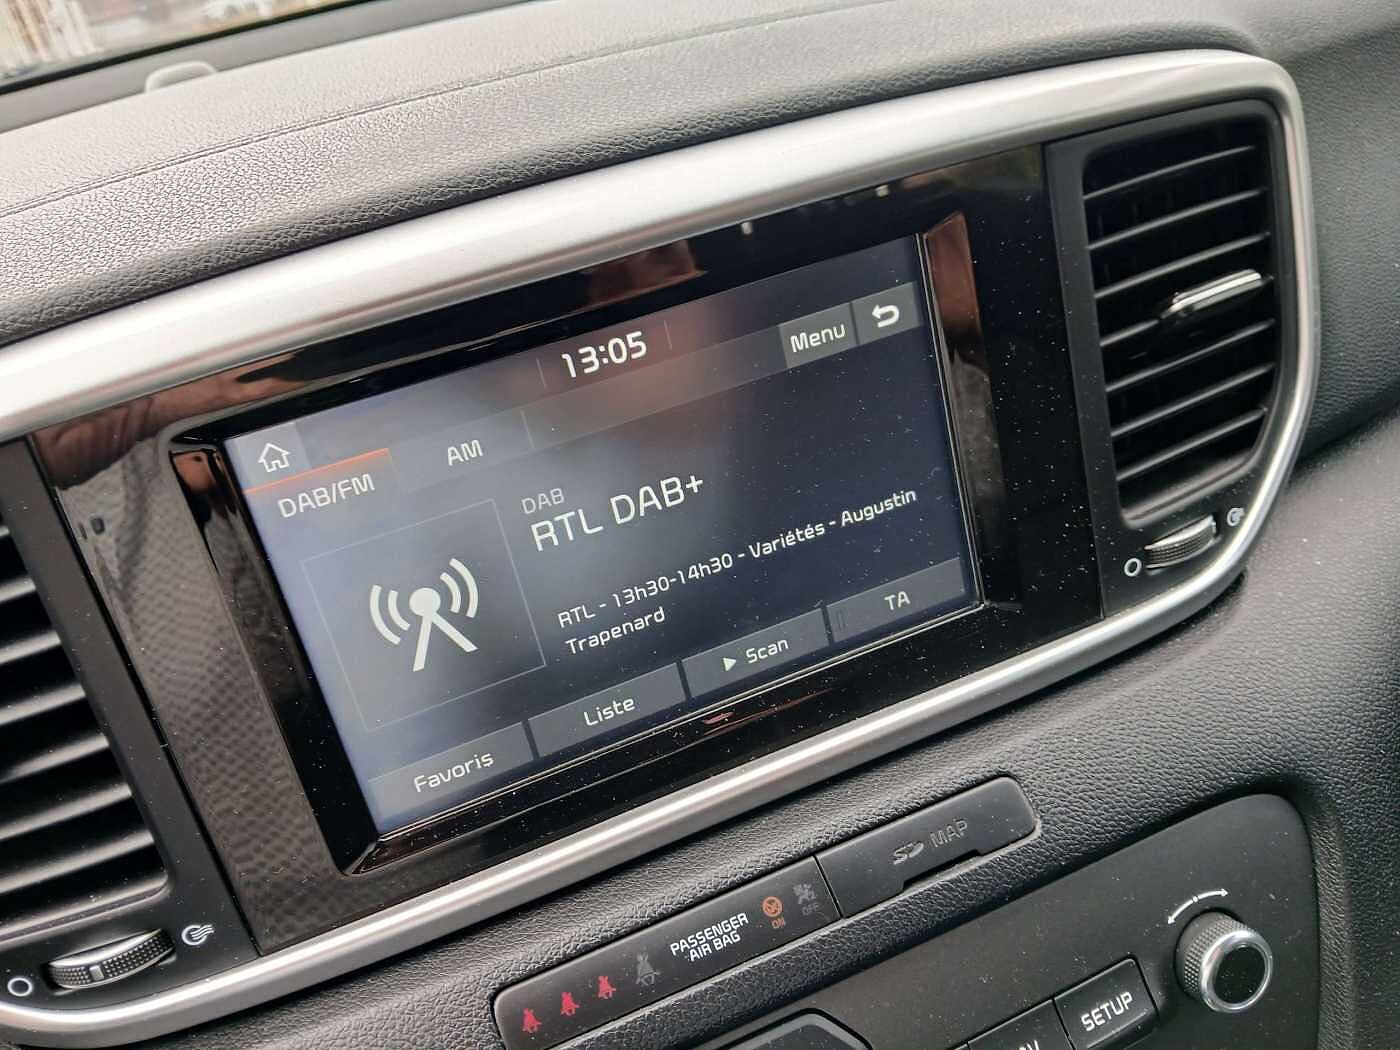 13:05
Menu
DAB/FM
AM
DAB
RTL DAB+
RTL - 13h30-14h30 - Variétés - Augustin
Trapenard
Favoris
Liste
Scan
TA
SD MAP
PASSENGER
AIR BAG
ON
OFF
SETUP